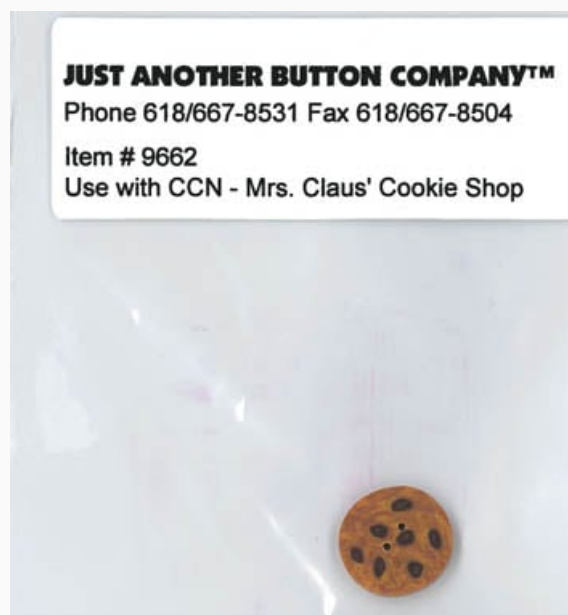 JUST ANOTHER BUTTON COMPANY™
Phone 618/667-8531 Fax 618/667-8504
Item # 9662
Use with CCN - Mrs. Claus' Cookie Shop